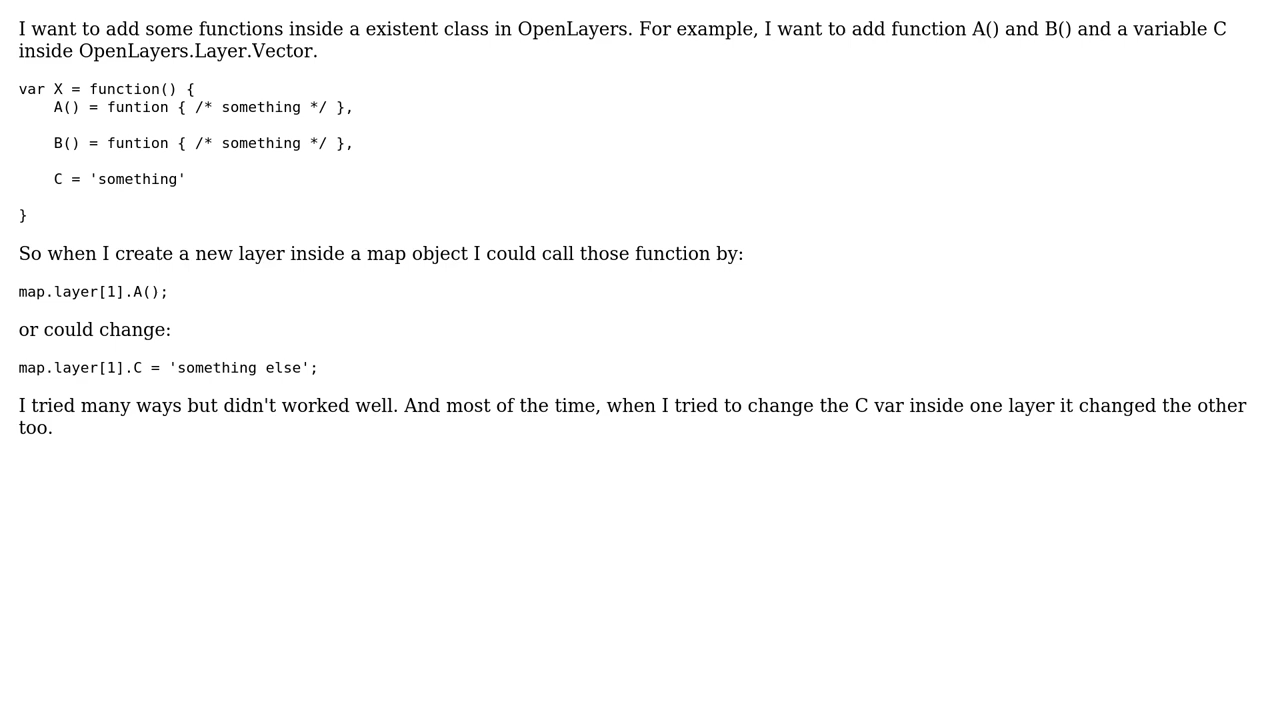 I want to add some functions inside a existent class in OpenLayers. For example, I want to add function A() and B() and a variable C
inside OpenLayers.Layer.Vector.
var X = function() {
    A() = funtion { /* something */ },
    B() = funtion { /* something */ },
    C = 'something'
}
So when I create a new layer inside a map object I could call those function by:
map.layer[1].A();
or could change:
map.layer[1].C = 'something else';
I tried many ways but didn't worked well. And most of the time, when I tried to change the C var inside one layer it changed the other
too.